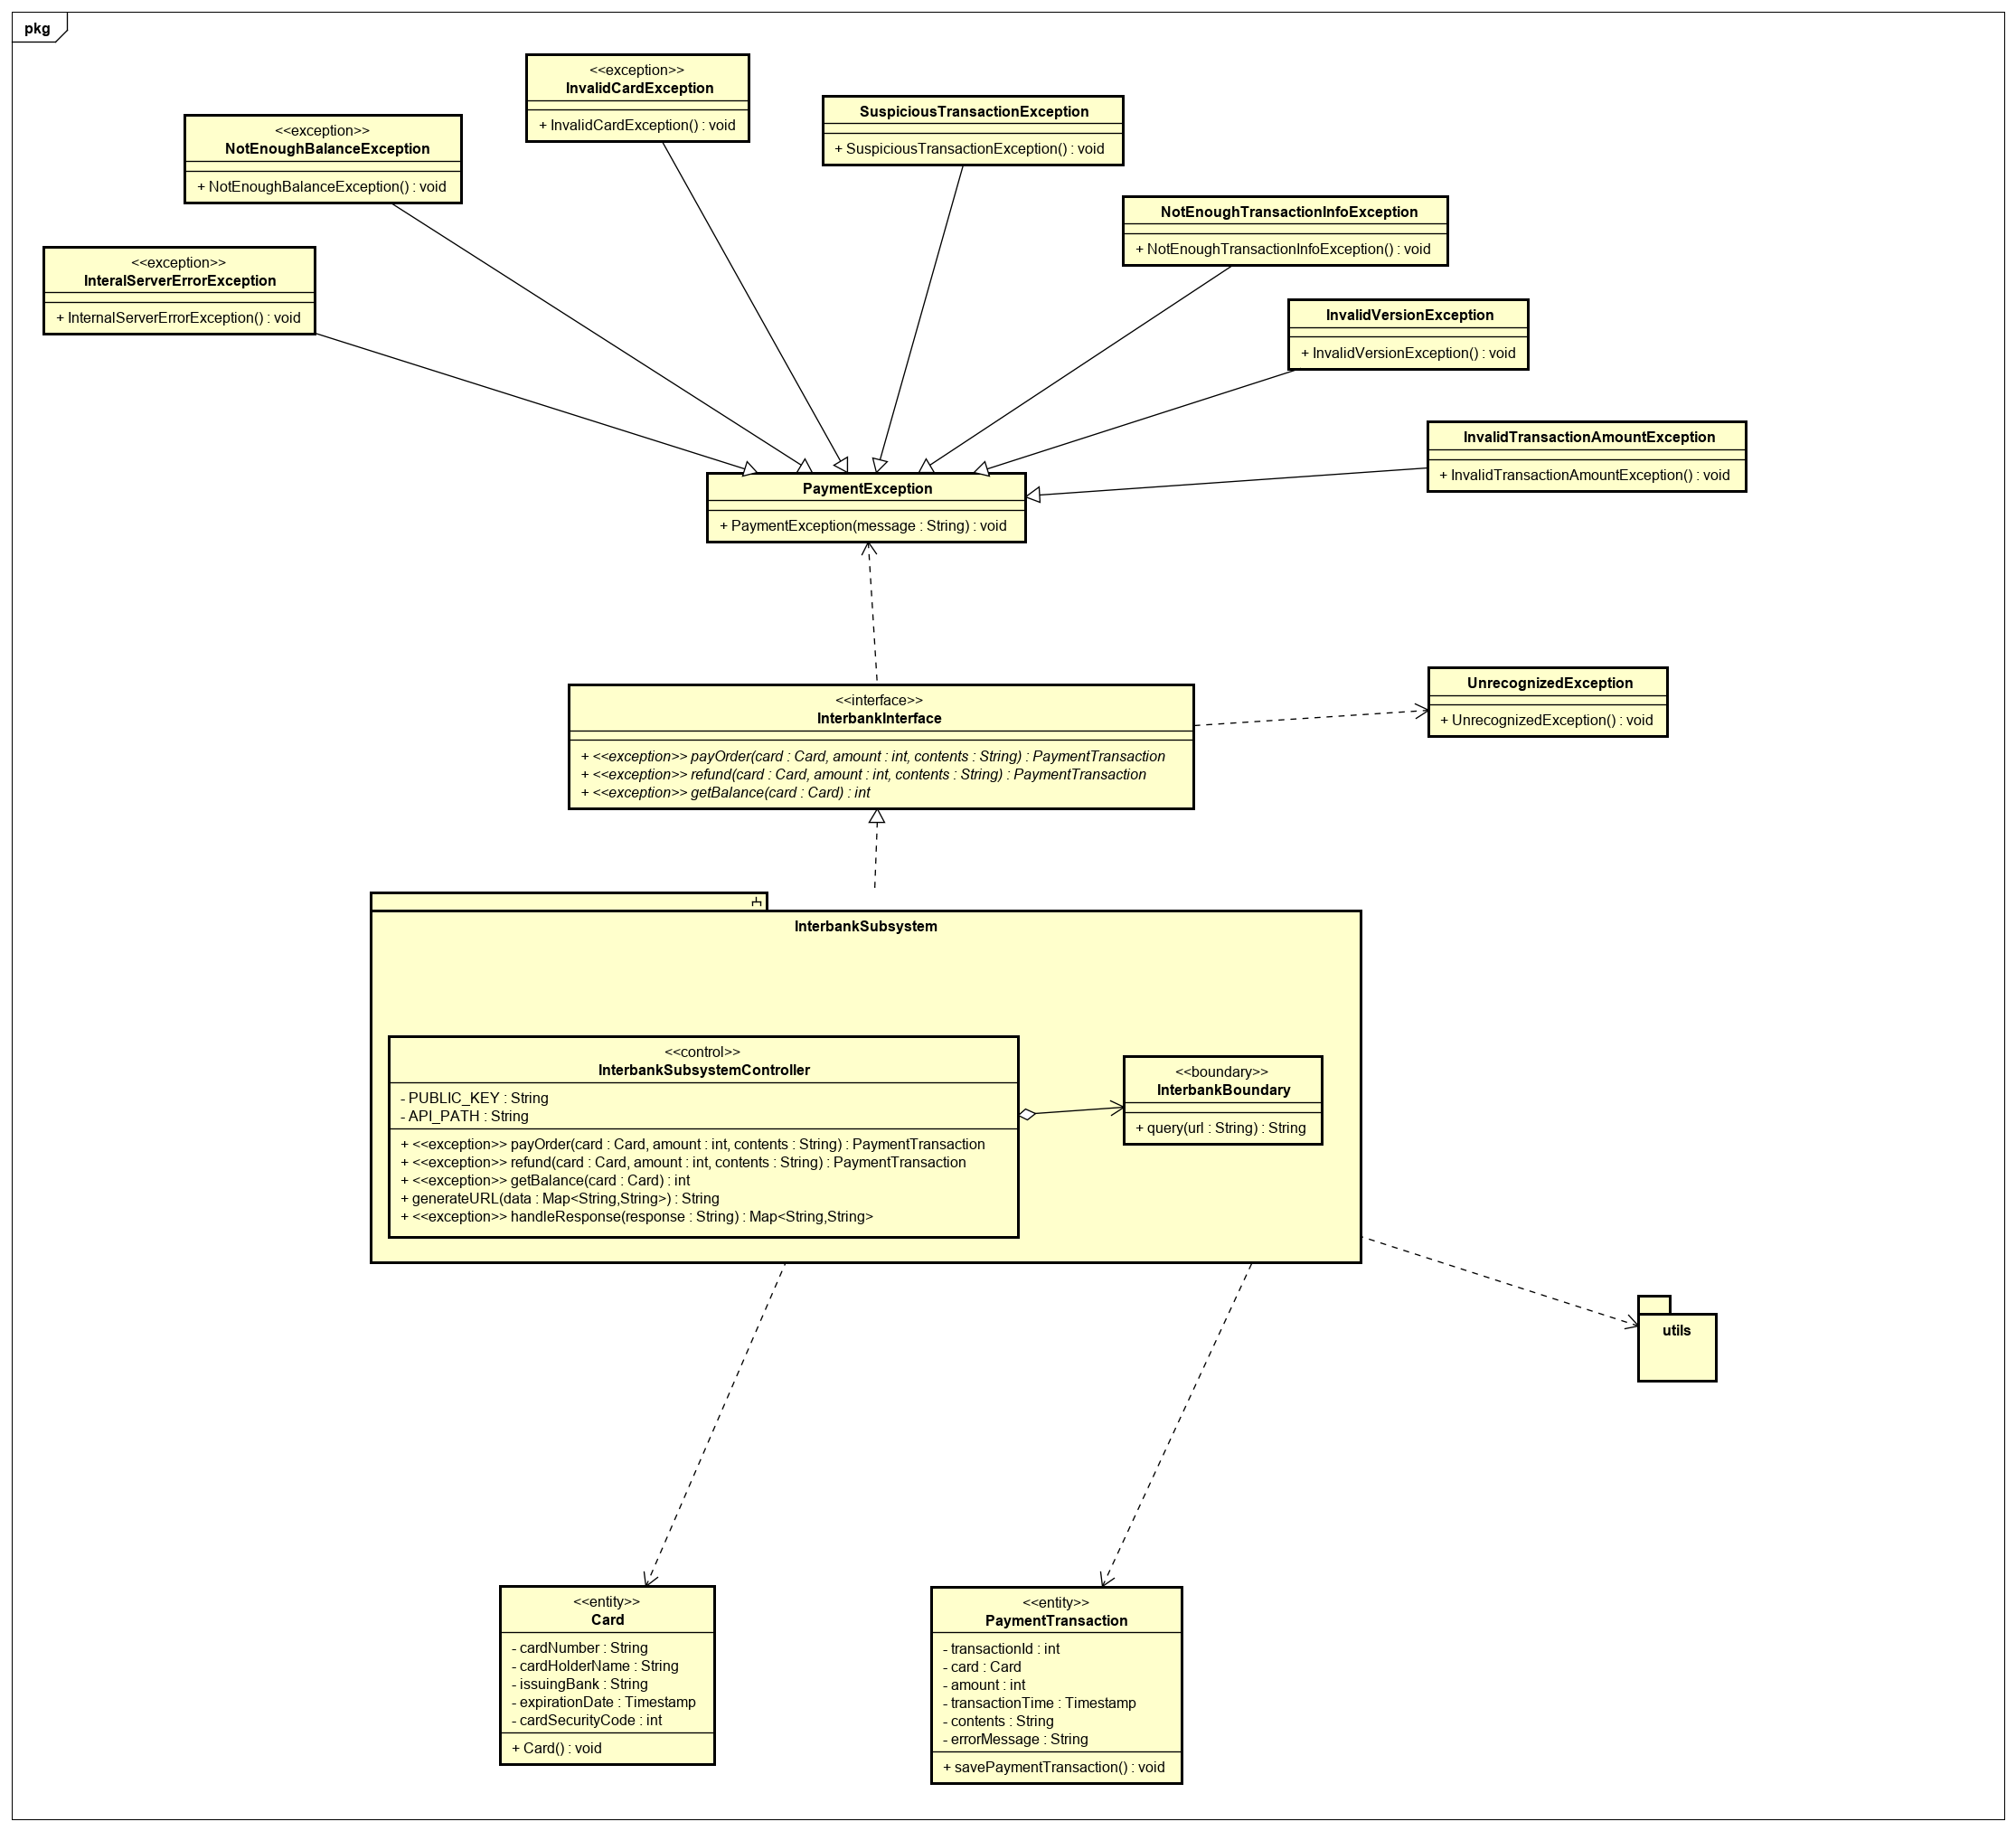 pkg
<<exception>>
InvalidCardException
+ InvalidCardException() : void
SuspiciousTransactionException
+ SuspiciousTransactionException() : void
<<exception>>
NotEnoughBalanceException
+ NotEnoughBalanceException() : void
NotEnoughTransactionInfoException
+ NotEnoughTransactionInfoException() : void
<<exception>>
InteralServerErrorException
+ InternalServerErrorException() : void
InvalidVersionException
+ InvalidVersionException() : void
InvalidTransactionAmountException
+ InvalidTransactionAmountException() : void
PaymentException
+ PaymentException(message : String) : void
<<interface>>
InterbankInterface
+ <<exception>> payOrder(card : Card, amount : int, contents : String) : PaymentTransaction
+ <<exception>> refund(card : Card, amount : int, contents : String) : PaymentTransaction
+ <<exception>> getBalance(card : Card) : int
UnrecognizedException
+ UnrecognizedException() : void
InterbankSubsystem
<<control>>
InterbankSubsystemController
- PUBLIC_KEY : String
- API_PATH : String
+ <<exception>> payOrder(card : Card, amount : int, contents : String) : PaymentTransaction
+ <<exception>> refund(card : Card, amount : int, contents : String) : PaymentTransaction
+ <<exception>> getBalance(card : Card) : int
+ generateURL(data : Map<String,String>) : String
+ <<exception>> handleResponse(response : String) : Map<String,String>
<<boundary>>
InterbankBoundary
+ query(url : String) : String
utils
<<entity>>
Card
- cardNumber : String
- cardHolderName : String
- issuingBank : String
- expirationDate : Timestamp
- cardSecurityCode : int
+ Card() : void
<<entity>>
PaymentTransaction
- transactionId : int
- card : Card
- amount : int
- transactionTime : Timestamp
- contents : String
- errorMessage : String
+ savePaymentTransaction() : void